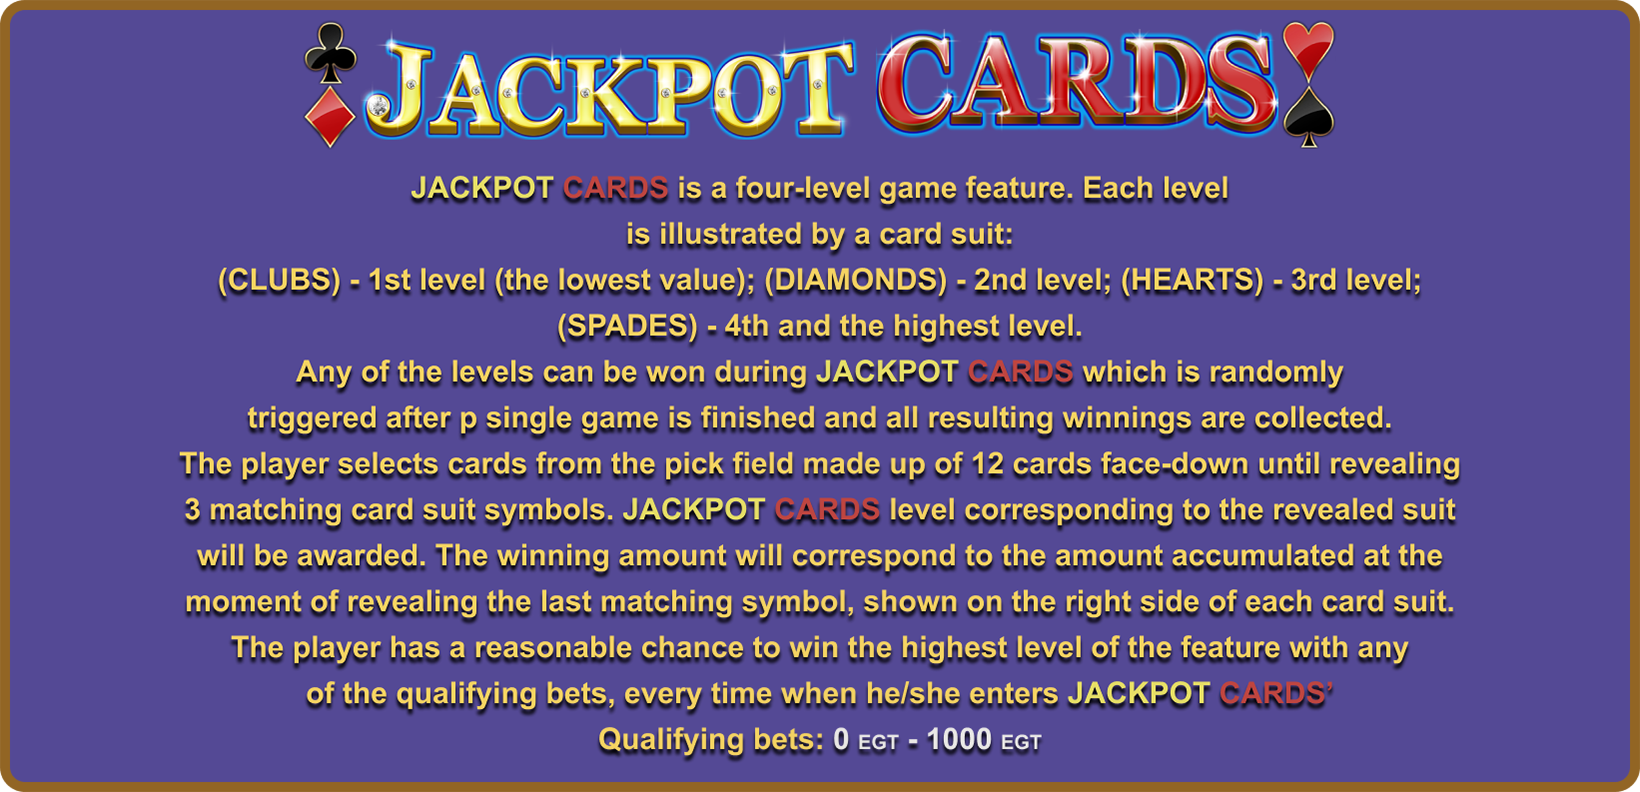 JACKPOT CARDS
JACKPOT CARDS is a four-level game feature. Each level
is illustrated by a card suit:
(CLUBS) - 1st level (the lowest value); (DIAMONDS) - 2nd level; (HEARTS) - 3rd level;
(SPADES) - 4th and the highest level.
Any of the levels can be won during JACKPOT CARDS which is randomly
triggered after p single game is finished and all resulting winnings are collected.
The player selects cards from the pick field made up of 12 cards face-down until revealing
3 matching card suit symbols. JACKPOT CARDS level corresponding to the revealed suit
will be awarded. The winning amount will correspond to the amount accumulated at the
moment of revealing the last matching symbol, shown on the right side of each card suit.
The player has a reasonable chance to win the highest level of the feature with any
of the qualifying bets, every time when he/she enters JACKPOT CARDS’
Qualifying bets: 0 EGT - 1000 EGT